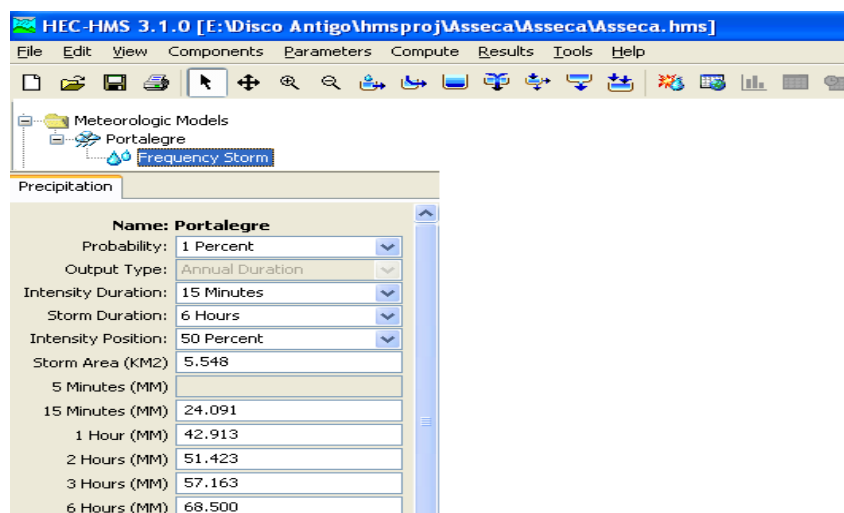 HEC-HMS 3.1.0 [E:\Disco Antigo\hmsproj\Asseca\Asseca\Asseca.hms]
File Edit View Components Parameters Compute Results Tools Help
Meteorologic Models
Portalegre
Frequency Storm
Precipitation
Name: Portalegre
Probability: 1 Percent
Output Type: Annual Duration
Intensity Duration: 15 Minutes
Storm Duration: 6 Hours
Intensity Position: 50 Percent
Storm Area (KM2) 5.548
5 Minutes (MM)
15 Minutes (MM) 24.091
1 Hour (MM) 42.913
2 Hours (MM) 51.423
3 Hours (MM) 57.163
6 Hours (MM) 68.500